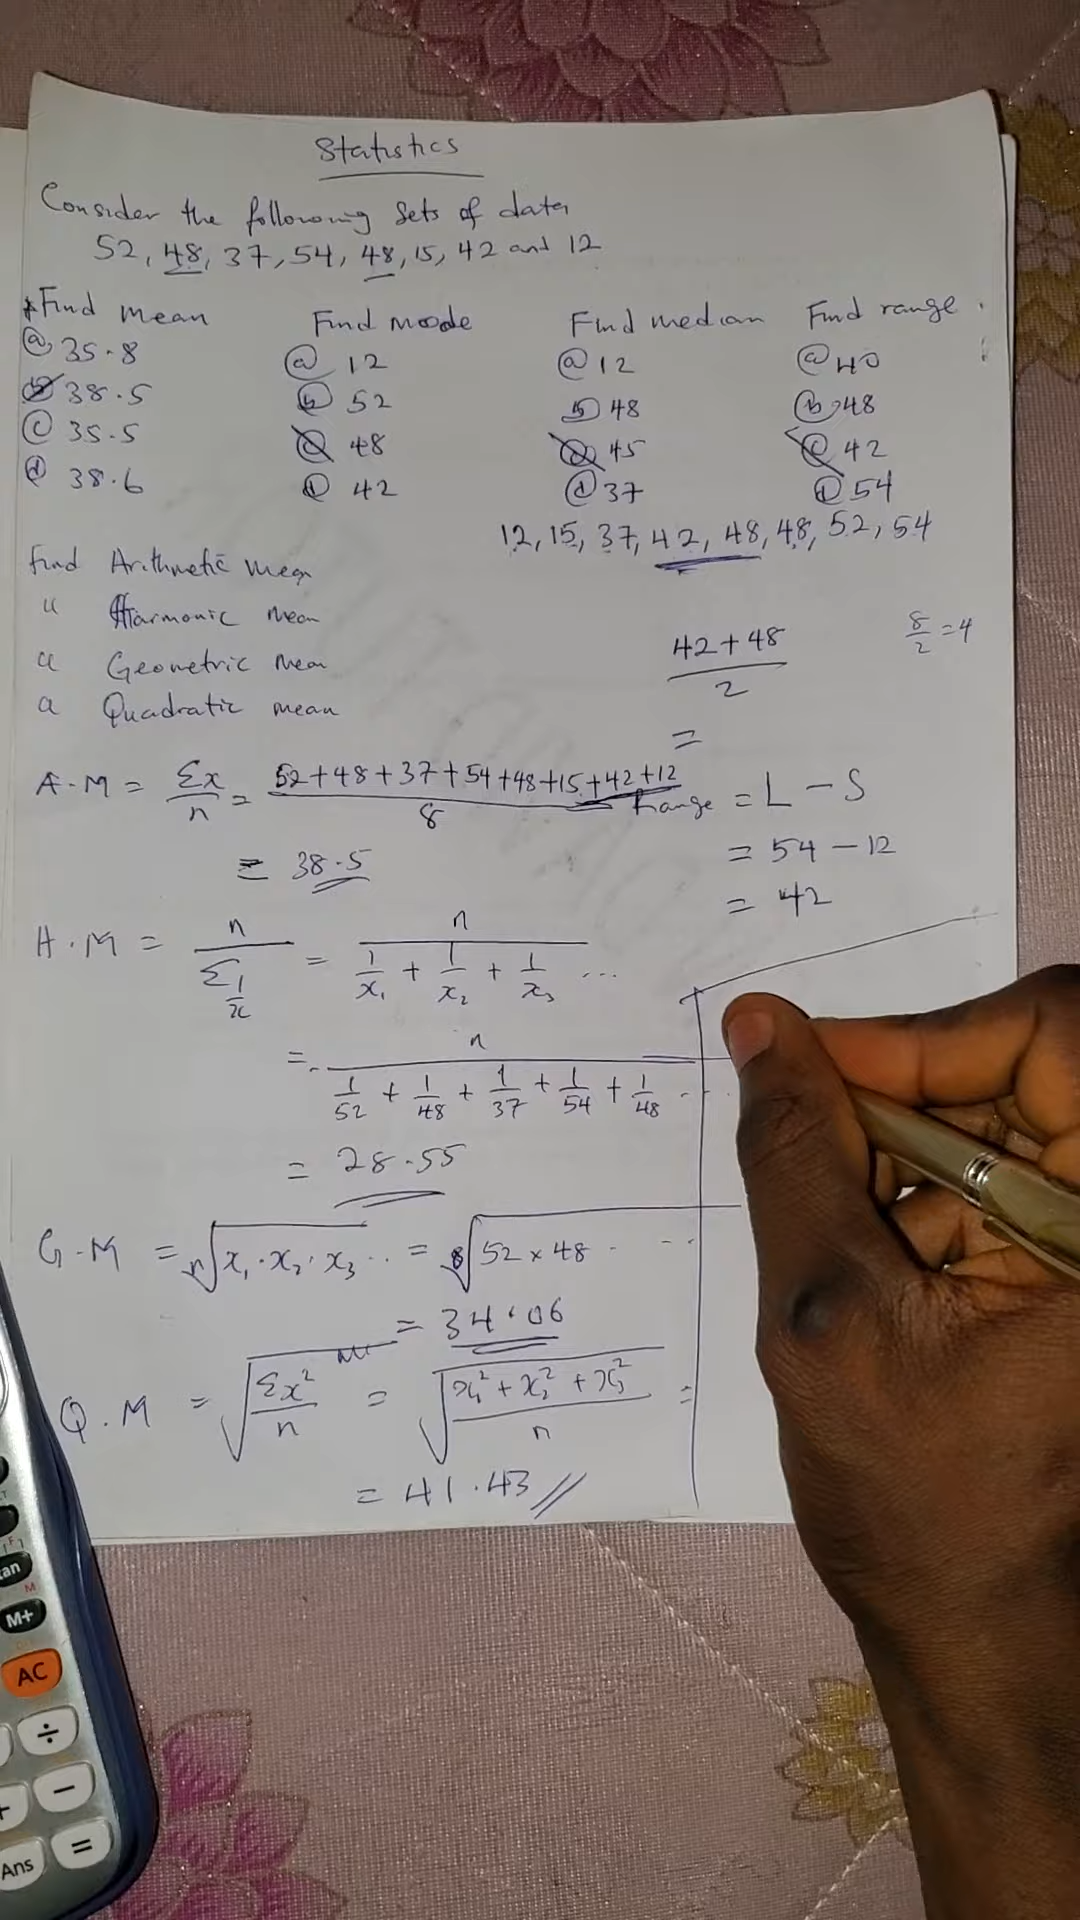 Statistics
Consider the following sets of data
52, 48, 37, 54, 48, 15, 42 and 12
*Find mean
(a) 35.8
(b) 38.5
(c) 35.5
(d) 38.6
Find mode
(a) 12
(b) 52
(c) 48
(d) 42
Find median
(a) 12
(b) 48
(c) 45
(d) 37
Find range.
(a) 40
(b) 48
(c) 42
(d) 54
12, 15, 37, 42, 48, 48, 52, 54
find Arithmetic mean
" Harmonic mean
" Geometric mean
" Quadratic mean
42 + 48
2
=
8/2 = 4
A.M = Σx/n = 52+48+37+54+48+15+42+12
8
= 38.5
Range = L - S
= 54 - 12
= 42
H.M = n/Σ1/x = n
1/x₁ + 1/x₂ + 1/x₃ ...
= n
1/52 + 1/48 + 1/37 + 1/54 + 1/48 - . .
= 28.55
G.M = ⁿ√x₁.x₂.x₃.. = ⁸√52 × 48 . . .
= 34.06
Q.M = √Σx²/n = √x₁² + x₂² + x₃²/n =
= 41.43 //
tan
M
M+
AC
÷
+
−
Ans
=